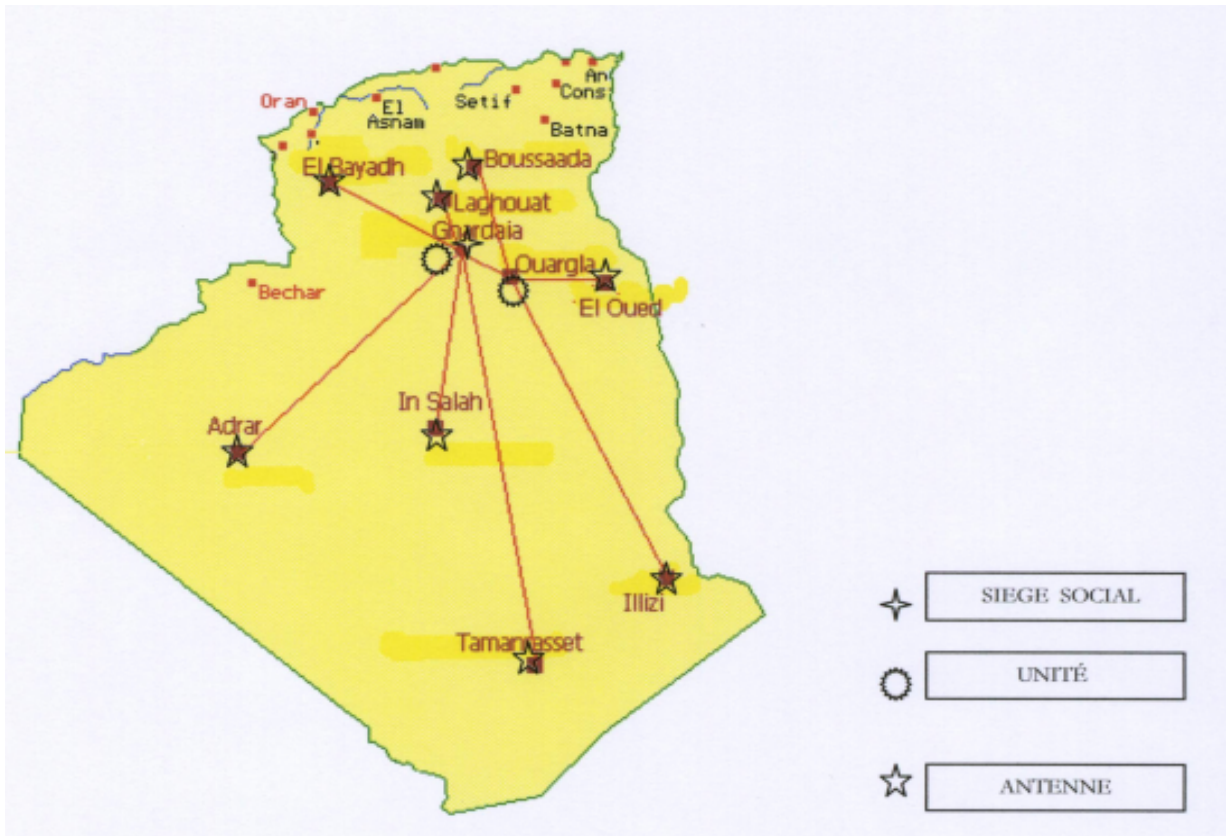 An
Cons
Setif
Oran
El
Asnam
Batna
El Bayadh
Boussaada
Laghouat
Ghardaia
Ouargla
El Oued
Bechar
In Salah
Adrar
Illizi
Tamanrasset
SIEGE SOCIAL
UNITÉ
ANTENNE